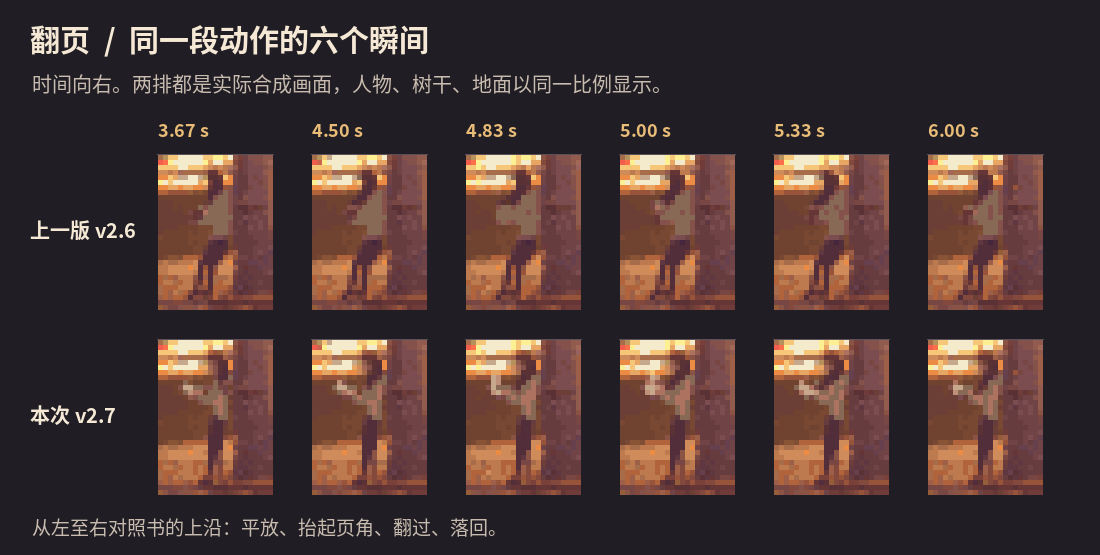 翻页 / 同一段动作的六个瞬间
时间向右。两排都是实际合成画面，人物、树干、地面以同一比例显示。
3.67 s 4.50 s 4.83 s 5.00 s 5.33 s 6.00 s
上一版 v2.6
本次 v2.7
从左至右对照书的上沿：平放、抬起页角、翻过、落回。